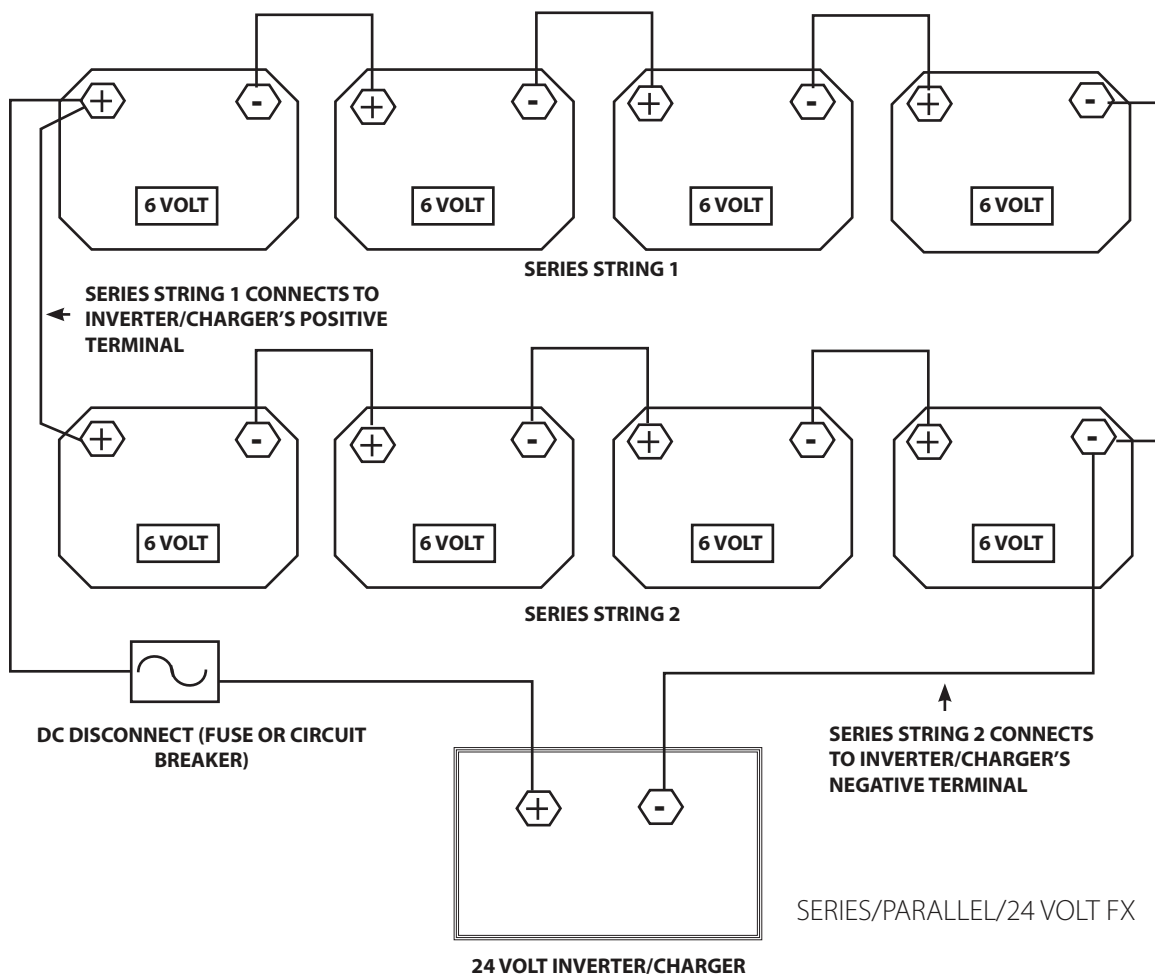 + - + - + - + -
6 VOLT 6 VOLT 6 VOLT 6 VOLT
SERIES STRING 1
SERIES STRING 1 CONNECTS TO
INVERTER/CHARGER'S POSITIVE
TERMINAL
+ - + - + - + -
6 VOLT 6 VOLT 6 VOLT 6 VOLT
SERIES STRING 2
DC DISCONNECT (FUSE OR CIRCUIT
BREAKER)
SERIES STRING 2 CONNECTS
TO INVERTER/CHARGER'S
NEGATIVE TERMINAL
+ -
SERIES/PARALLEL/24 VOLT FX
24 VOLT INVERTER/CHARGER